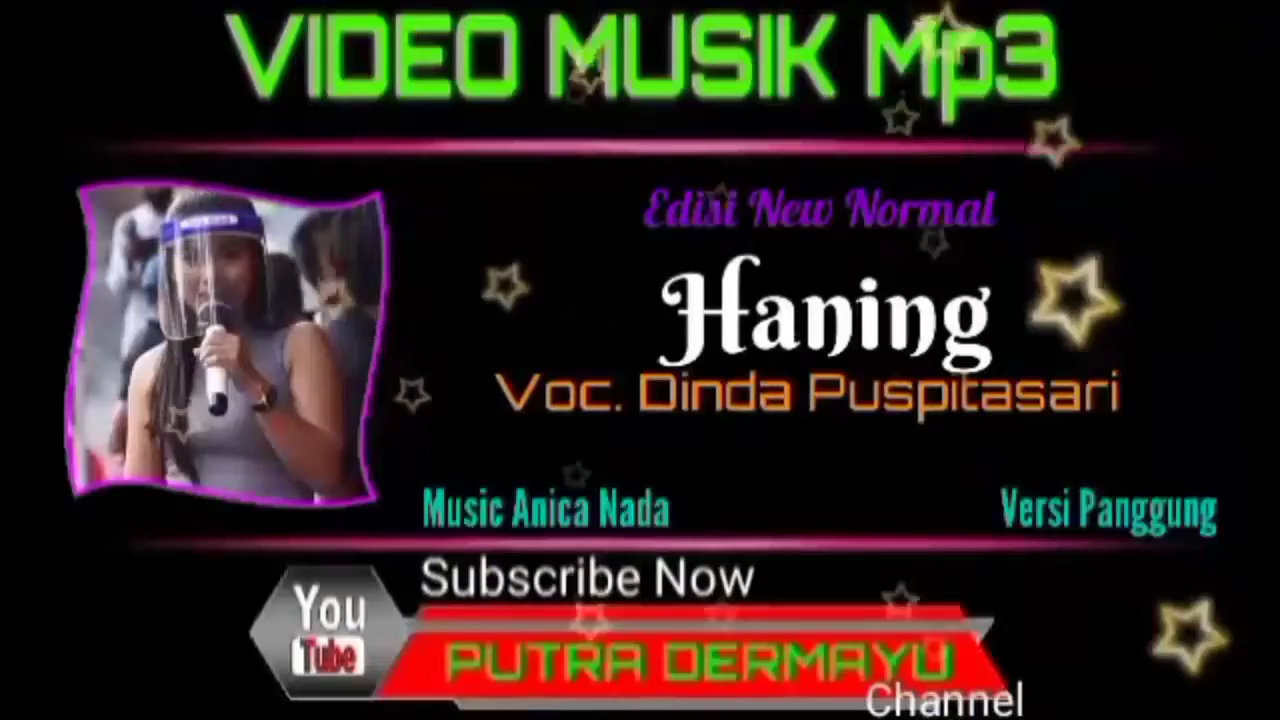 VIDEO MUSIK Mp3
Edisi New Normal
Haning
Voc. Dinda Puspitasari
Music Anica Nada
Versi Panggung
Subscribe Now
You
Tube
PUTRA DERMAYU
Channel